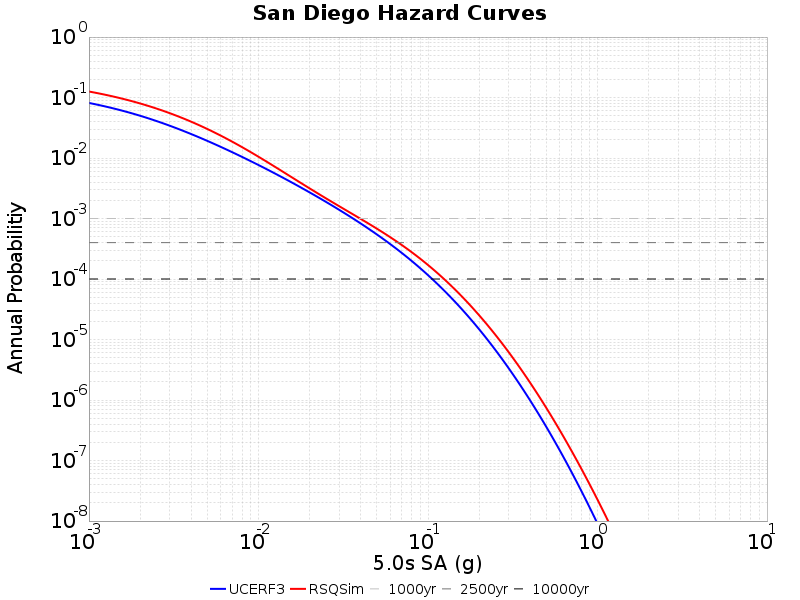 San Diego Hazard Curves
Annual Probabilitiy
10^0
10^-1
10^-2
10^-3
10^-4
10^-5
10^-6
10^-7
10^-8
10^-3 10^-2 10^-1 10^0 10^1
5.0s SA (g)
UCERF3 RSQSim 1000yr 2500yr 10000yr